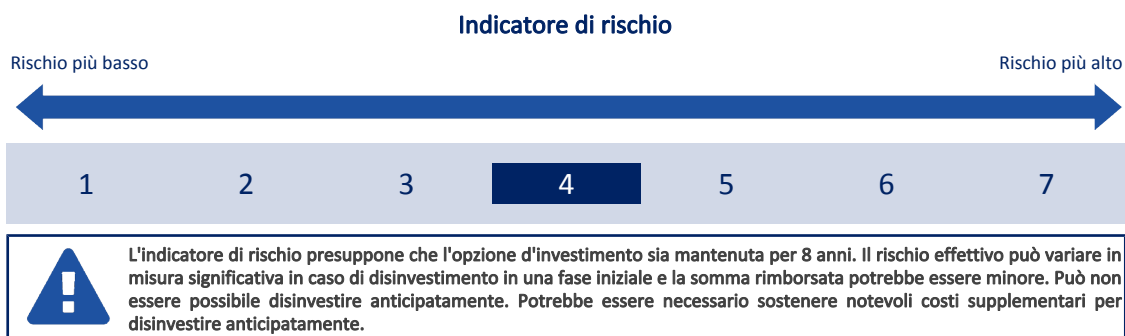 Indicatore di rischio
Rischio più basso
Rischio più alto
1 2 3 4 5 6 7
L'indicatore di rischio presuppone che l'opzione d'investimento sia mantenuta per 8 anni. Il rischio effettivo può variare in
misura significativa in caso di disinvestimento in una fase iniziale e la somma rimborsata potrebbe essere minore. Può non
essere possibile disinvestire anticipatamente. Potrebbe essere necessario sostenere notevoli costi supplementari per
disinvestire anticipatamente.